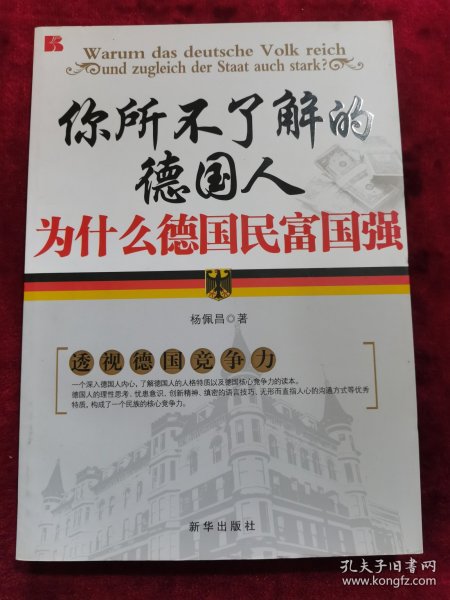 Warum das deutsche Volk reich
und zugleich der Staat auch stark?
你所不了解的
德国人
为什么德国民富国强
杨佩昌◎著
透视德国竞争力
一个深入德国人内心，了解德国人的人格特质以及德国核心竞争力的读本。
德国人的理性思考、忧患意识、创新精神、缜密的语言技巧、无形而直指人心的沟通方式等优秀
特质，构成了一个民族的核心竞争力。
新华出版社
孔夫子旧书网
www.kongfz.com